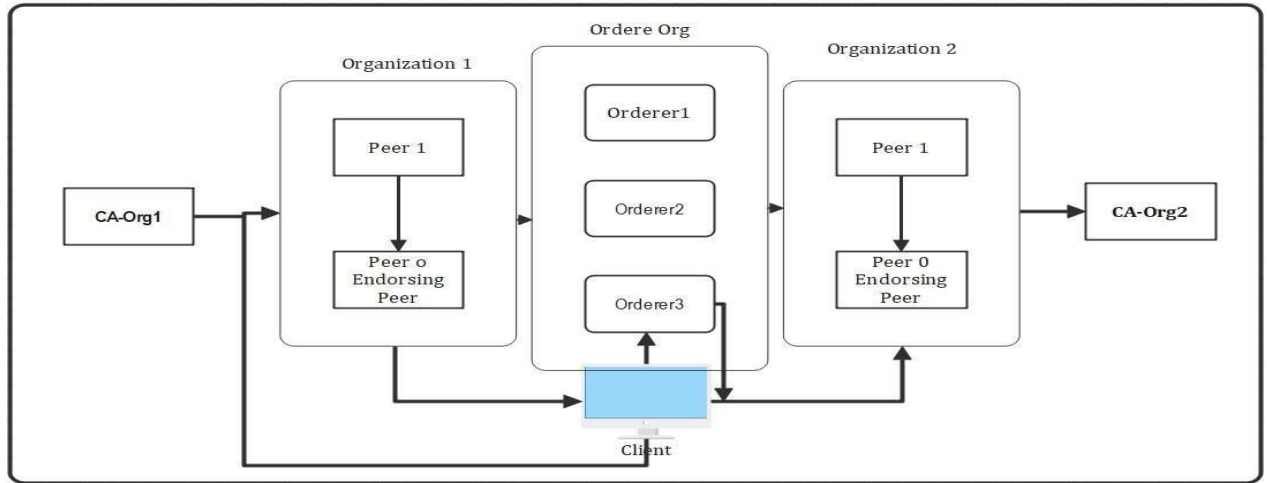 Ordere Org
Organization 1
Organization 2
Orderer1
Peer 1
Peer 1
CA-Org1
Orderer2
CA-Org2
Peer o
Endorsing
Peer
Orderer3
Peer 0
Endorsing
Peer
Client